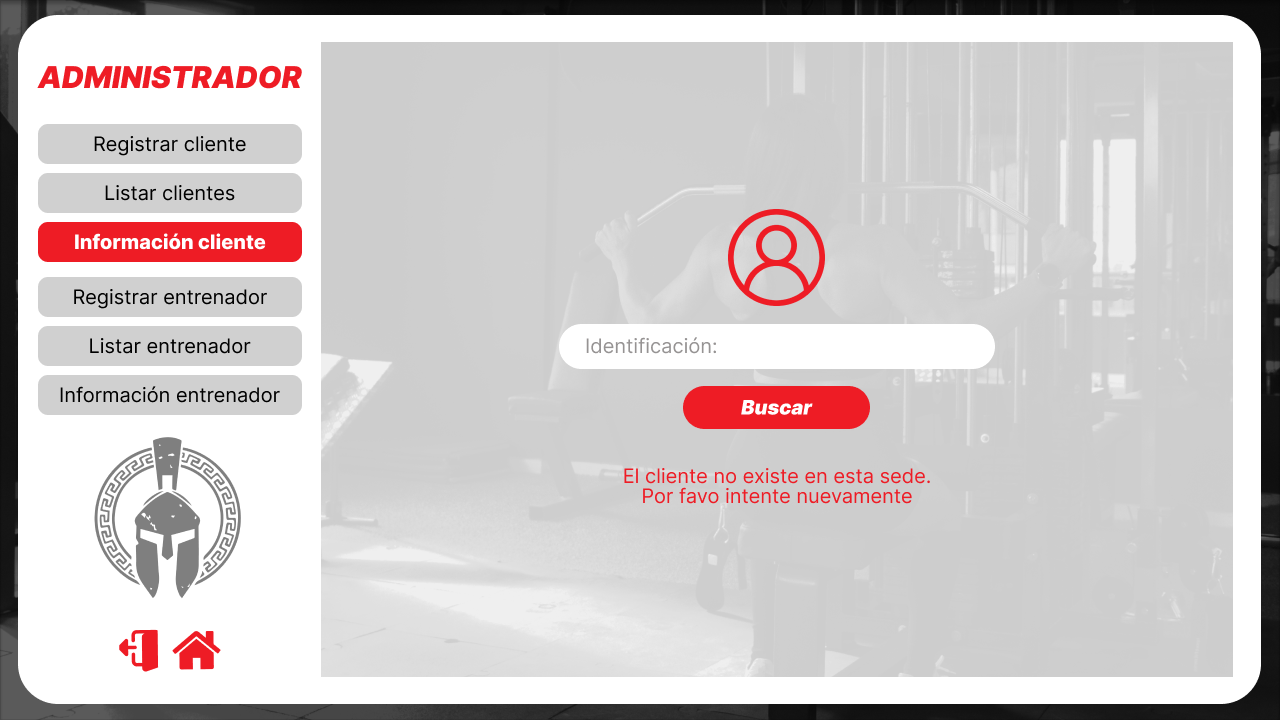 ADMINISTRADOR
Registrar cliente
Listar clientes
Información cliente
Registrar entrenador
Listar entrenador
Información entrenador
Identificación:
Buscar
El cliente no existe en esta sede.
Por favo intente nuevamente